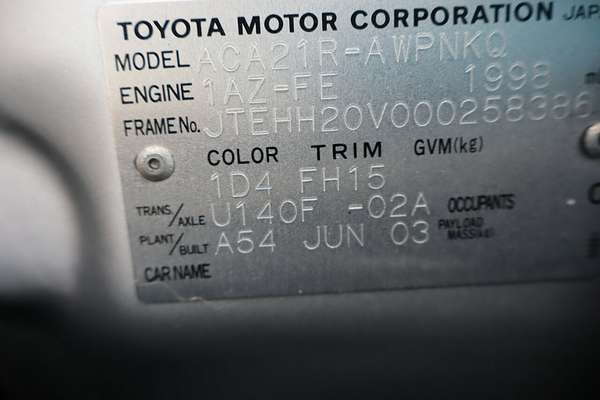 TOYOTA MOTOR CORPORATION JAP
MODEL ACA21R-AWPNKQ
ENGINE 1AZ-FE 1998 m
FRAME No. JTEHH20V000258386
COLOR TRIM GVM(kg)
1D4 FH15
TRANS/AXLE U140F -02A OCCUPANTS
PLANT/BUILT A54 JUN 03 PAYLOAD MASS(kg)
CAR NAME